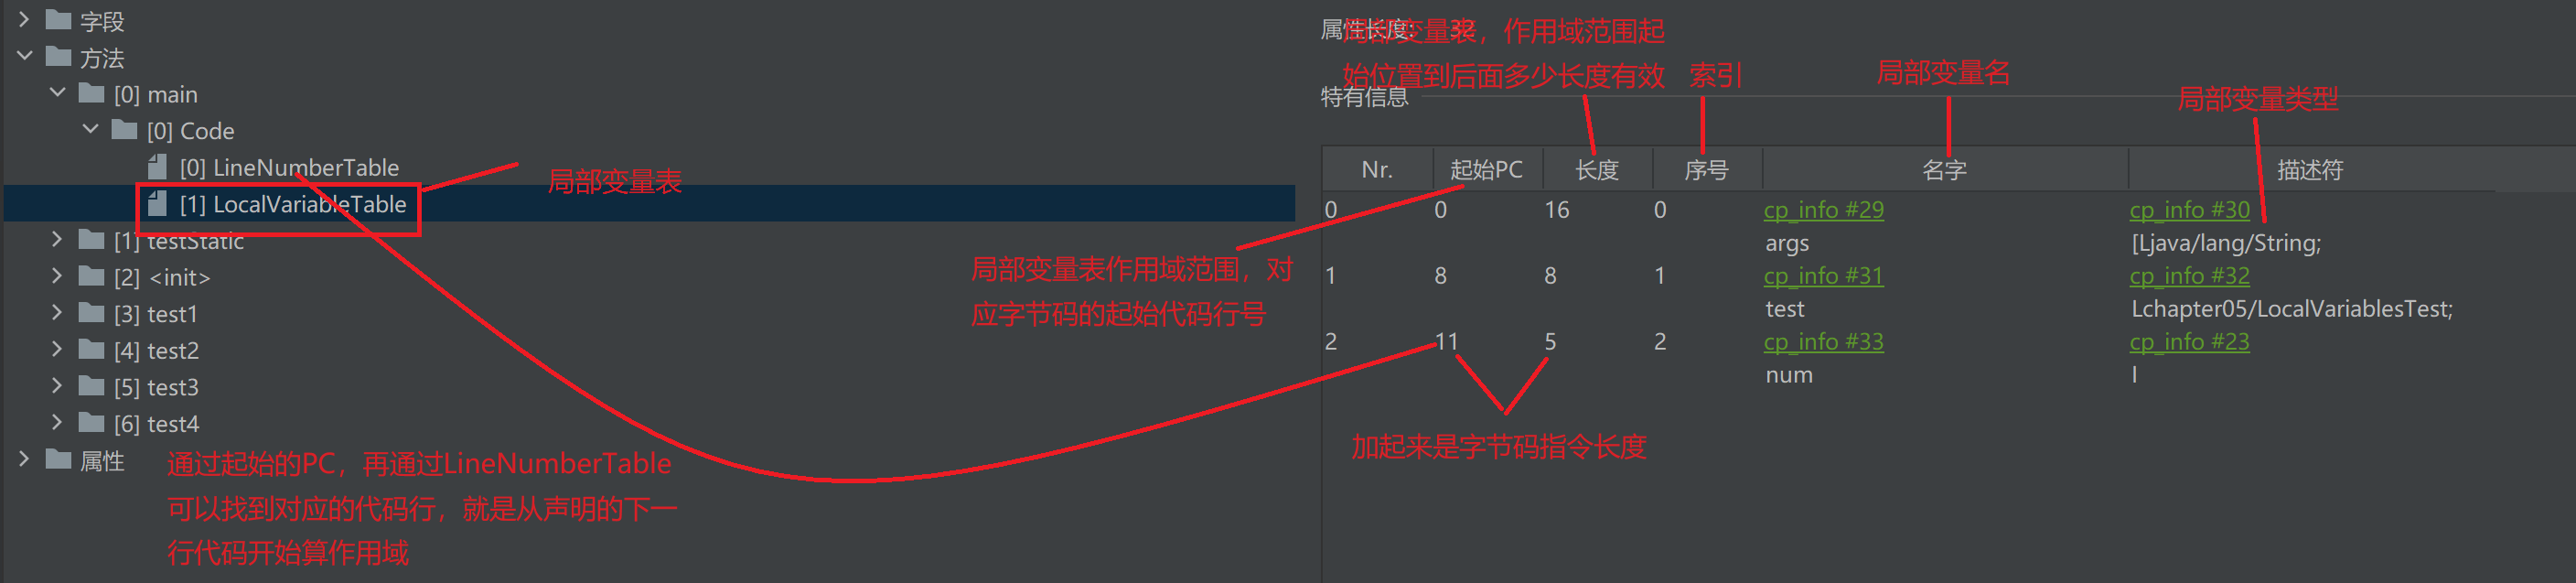 字段
方法
[0] main
[0] Code
[0] LineNumberTable
[1] LocalVariableTable
[1] testStatic
[2] <init>
[3] test1
[4] test2
[5] test3
[6] test4
属性
局部变量表
通过起始的PC，再通过LineNumberTable
可以找到对应的代码行，就是从声明的下一
行代码开始算作用域
属性长度: 32
局部变量表，作用域范围起
始位置到后面多少长度有效
索引
局部变量名
局部变量类型
特有信息
Nr. 起始PC 长度 序号 名字 描述符
0 0 16 0 cp_info #29 cp_info #30
args [Ljava/lang/String;
1 8 8 1 cp_info #31 cp_info #32
test Lchapter05/LocalVariablesTest;
2 11 5 2 cp_info #33 cp_info #23
num I
局部变量表作用域范围，对
应字节码的起始代码行号
加起来是字节码指令长度